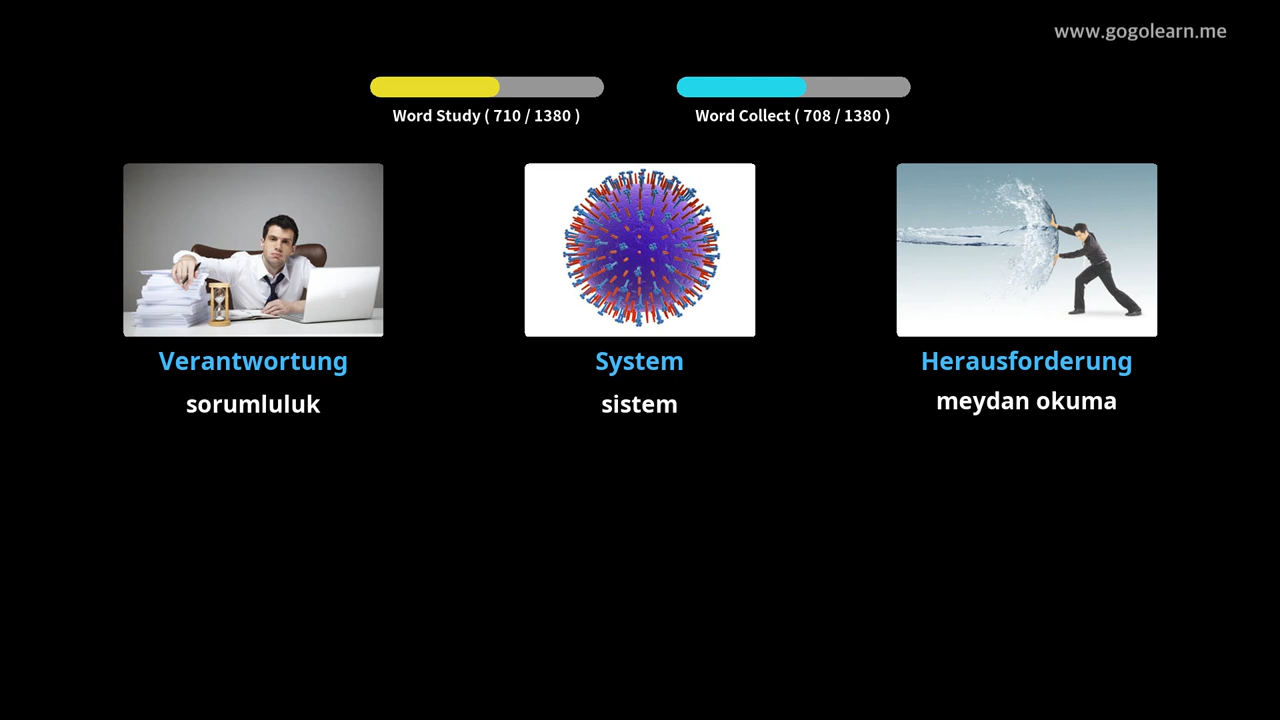 www.gogolearn.me
Word Study ( 710 / 1380 )
Word Collect ( 708 / 1380 )
Verantwortung
sorumluluk
System
sistem
Herausforderung
meydan okuma